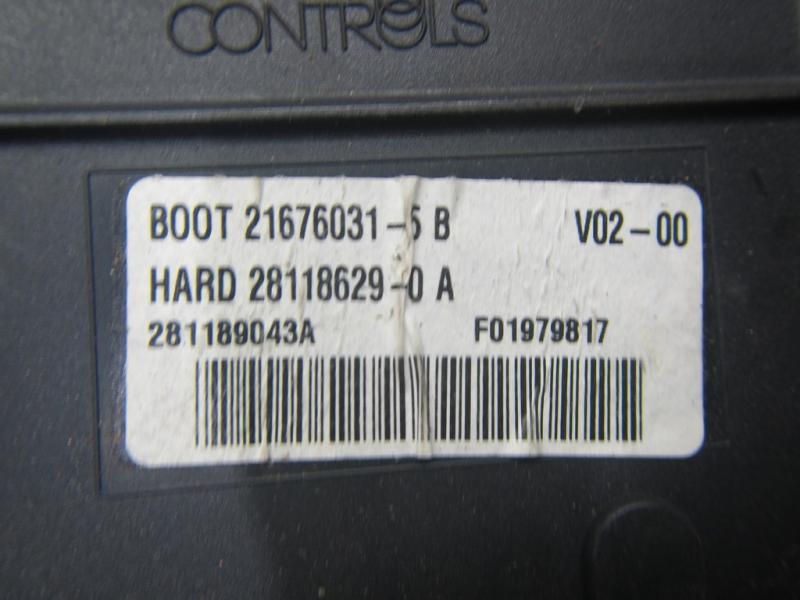 CONTROLS
BOOT 21676031-5 B V02-00
HARD 28118629-0 A
281189043A F01979817